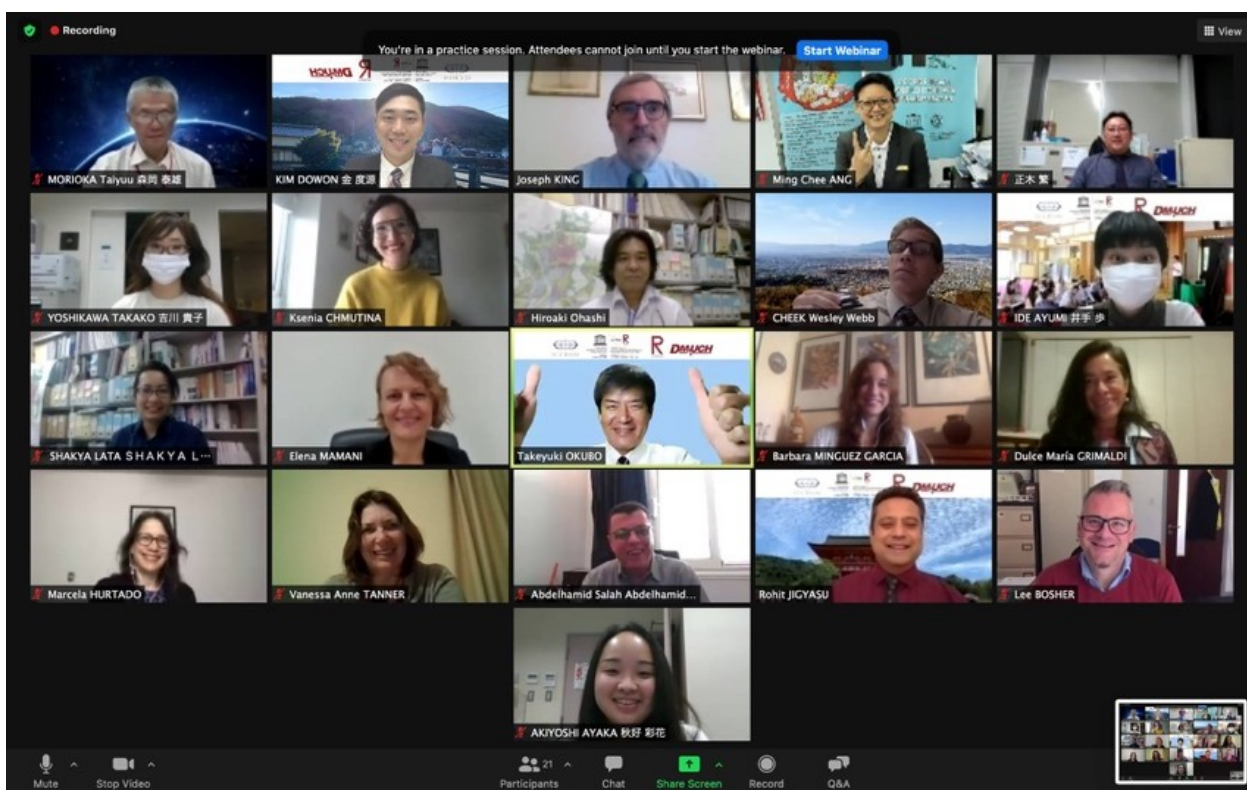 Recording
You're in a practice session. Attendees cannot join until you start the webinar. Start Webinar
View
MORIOKA Taiyuu 森岡 泰雄
KIM DOWON 金 度源
Joseph KING
Ming Chee ANG
正木 繁
DMUCH
YOSHIKAWA TAKAKO 吉川 貴子
Ksenia CHMUTINA
Hiroaki Ohashi
CHEEK Wesley Webb
IDE AYUMI 井手 歩
R DMUCH
SHAKYA LATA ＳＨＡＫＹＡ Ｌ…
Elena MAMANI
Takeyuki OKUBO
Barbara MINGUEZ GARCIA
Dulce María GRIMALDI
R DMUCH
Marcela HURTADO
Vanessa Anne TANNER
Abdelhamid Salah Abdelhamid...
Rohit JIGYASU
Lee BOSHER
AKIYOSHI AYAKA 秋好 彩花
Mute
Stop Video
21
Participants
Chat
Share Screen
Record
Q&A